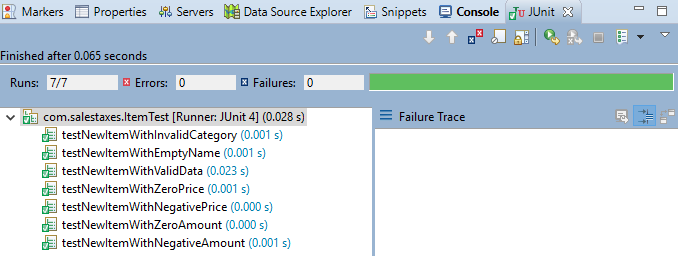 Markers Properties Servers Data Source Explorer Snippets Console JUnit
Finished after 0.065 seconds
Runs: 7/7 Errors: 0 Failures: 0
com.salestaxes.ItemTest [Runner: JUnit 4] (0.028 s) Failure Trace
testNewItemWithInvalidCategory (0.001 s)
testNewItemWithEmptyName (0.001 s)
testNewItemWithValidData (0.023 s)
testNewItemWithZeroPrice (0.001 s)
testNewItemWithNegativePrice (0.000 s)
testNewItemWithZeroAmount (0.000 s)
testNewItemWithNegativeAmount (0.001 s)